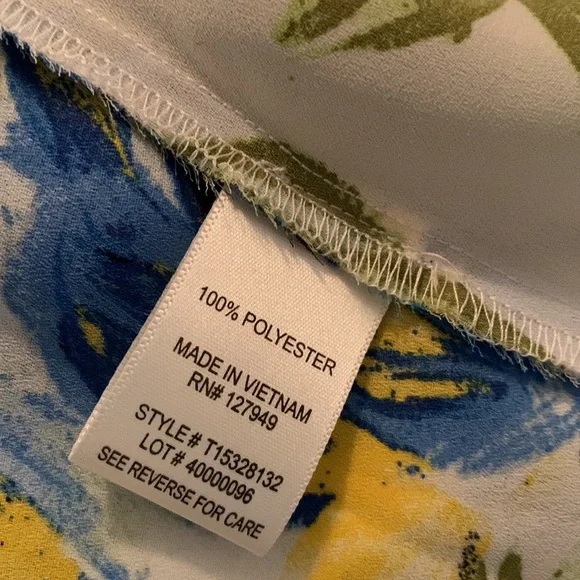 100% POLYESTER
MADE IN VIETNAM
RN# 127949
STYLE# T15328132
LOT# 40000096
SEE REVERSE FOR CARE